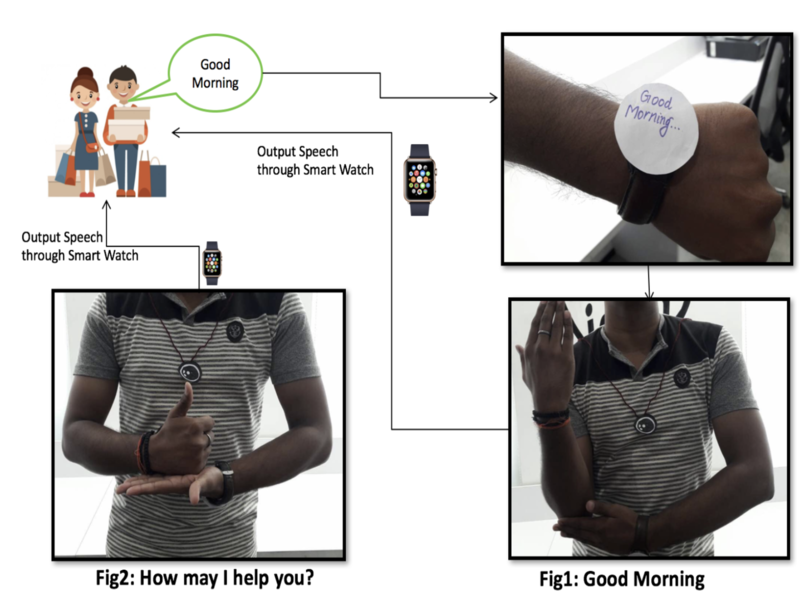 Good
Morning
Good
Morning...
Output Speech
through Smart Watch
Output Speech
through Smart Watch
Fig2: How may I help you?
Fig1: Good Morning